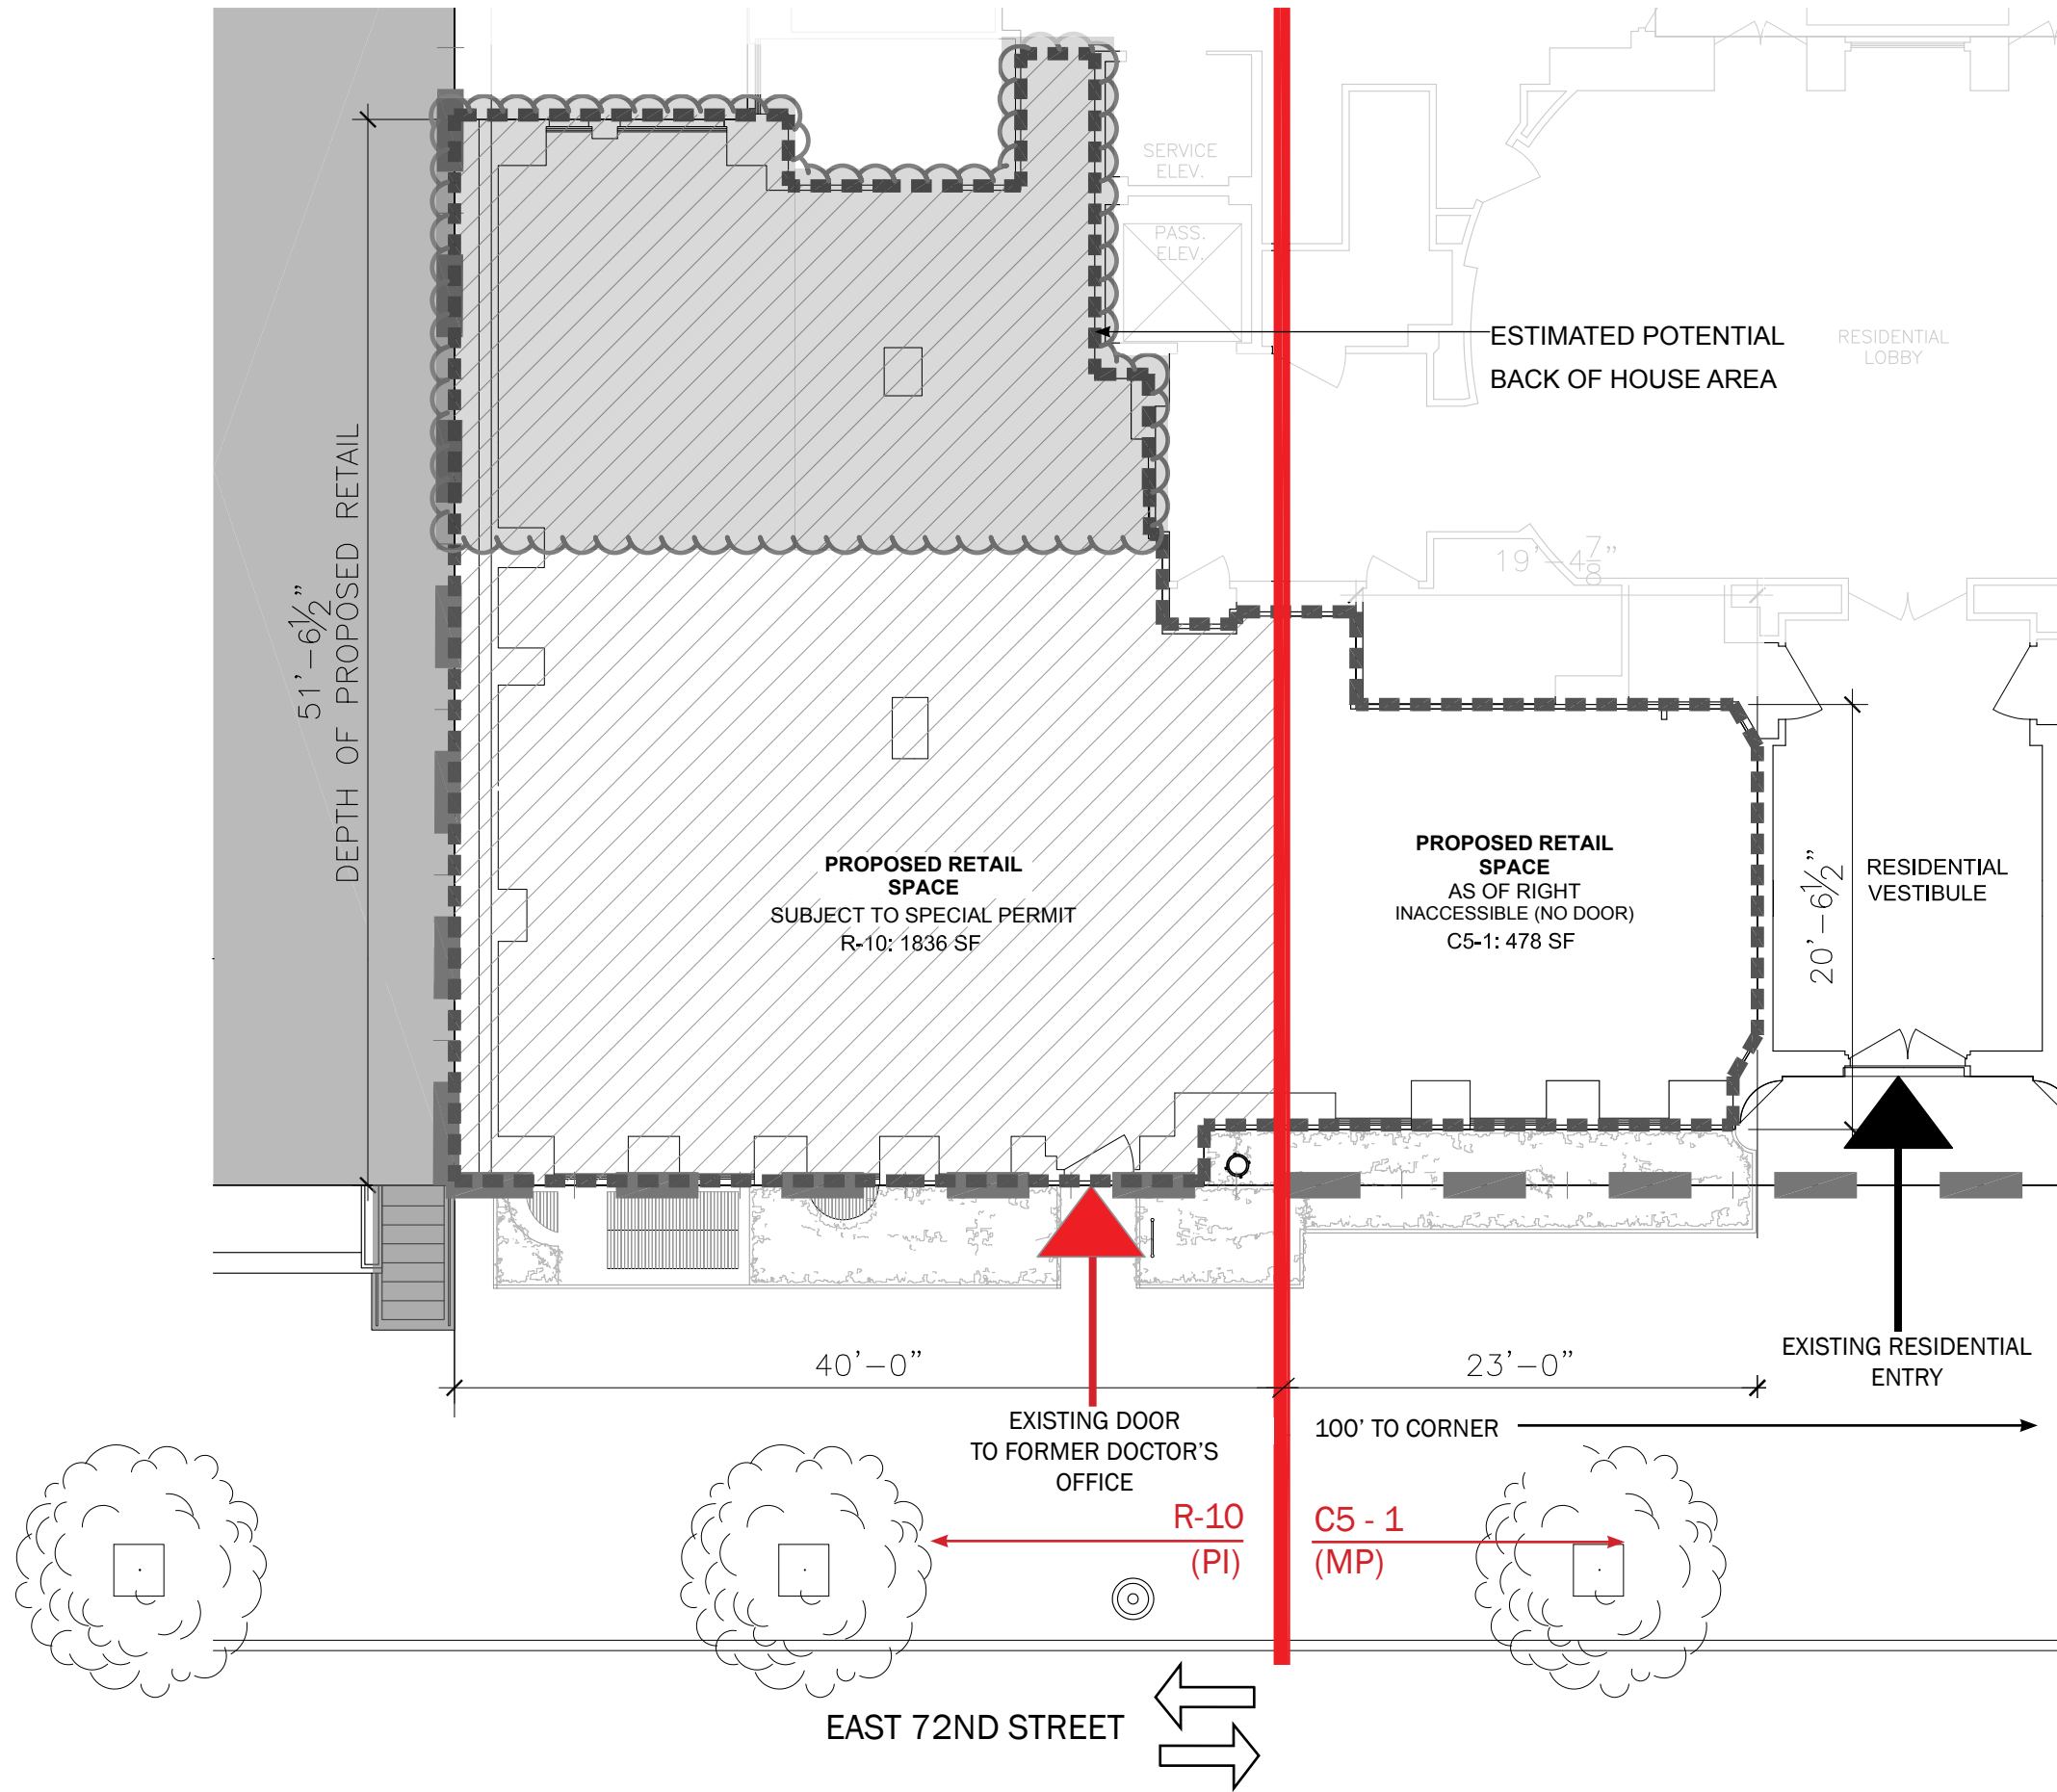 SERVICE
ELEV.
PASS.
ELEV.
ESTIMATED POTENTIAL
BACK OF HOUSE AREA
RESIDENTIAL
LOBBY
51'-6½"
DEPTH OF PROPOSED RETAIL
19'-4⅞"
PROPOSED RETAIL
SPACE
SUBJECT TO SPECIAL PERMIT
R-10: 1836 SF
PROPOSED RETAIL
SPACE
AS OF RIGHT
INACCESSIBLE (NO DOOR)
C5-1: 478 SF
20'-6½"
RESIDENTIAL
VESTIBULE
40'-0"
23'-0"
EXISTING RESIDENTIAL
ENTRY
EXISTING DOOR
TO FORMER DOCTOR'S
OFFICE
100' TO CORNER
R-10
(PI)
C5 - 1
(MP)
EAST 72ND STREET